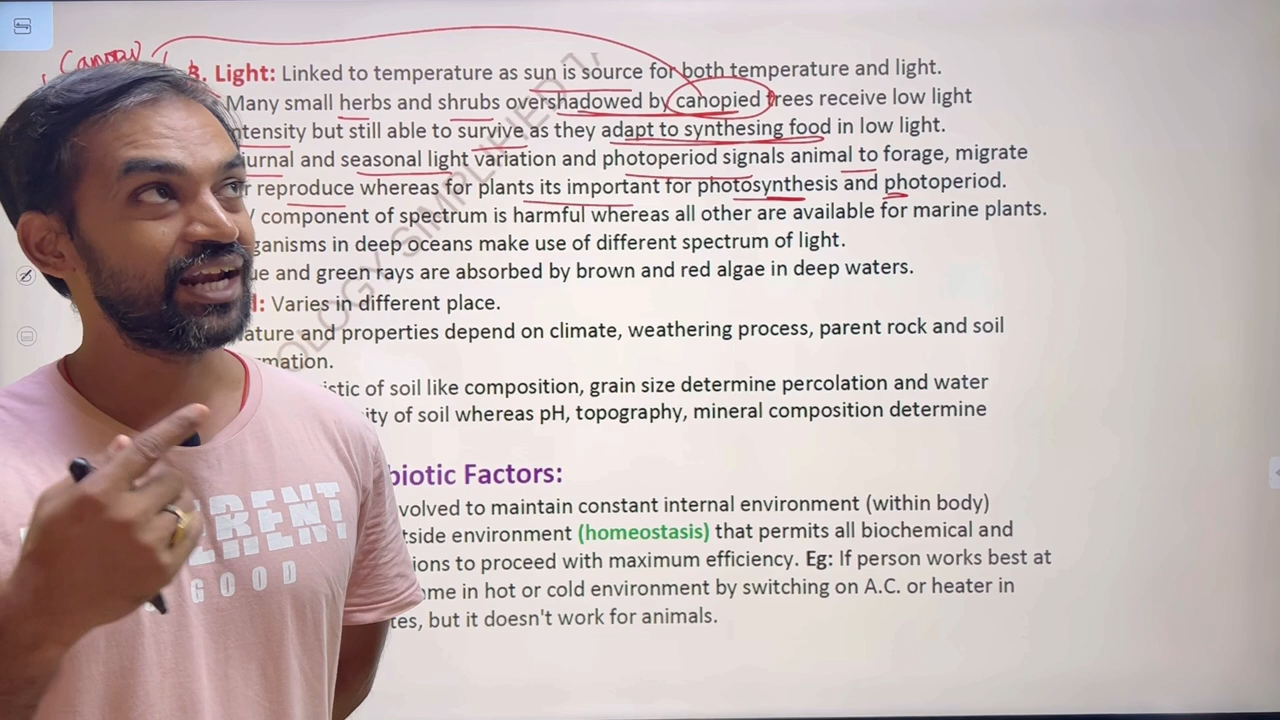 Canopy
3. Light: Linked to temperature as sun is source for both temperature and light.
Many small herbs and shrubs overshadowed by canopied trees receive low light
intensity but still able to survive as they adapt to synthesing food in low light.
iurnal and seasonal light variation and photoperiod signals animal to forage, migrate
r reproduce whereas for plants its important for photosynthesis and photoperiod.
component of spectrum is harmful whereas all other are available for marine plants.
ganisms in deep oceans make use of different spectrum of light.
ue and green rays are absorbed by brown and red algae in deep waters.
l: Varies in different place.
ature and properties depend on climate, weathering process, parent rock and soil
mation.
istic of soil like composition, grain size determine percolation and water
ity of soil whereas pH, topography, mineral composition determine
biotic Factors:
volved to maintain constant internal environment (within body)
tside environment (homeostasis) that permits all biochemical and
ions to proceed with maximum efficiency. Eg: If person works best at
ome in hot or cold environment by switching on A.C. or heater in
tes, but it doesn't work for animals.
OLOGY SIMPLIFIED
ERENT
GOOD